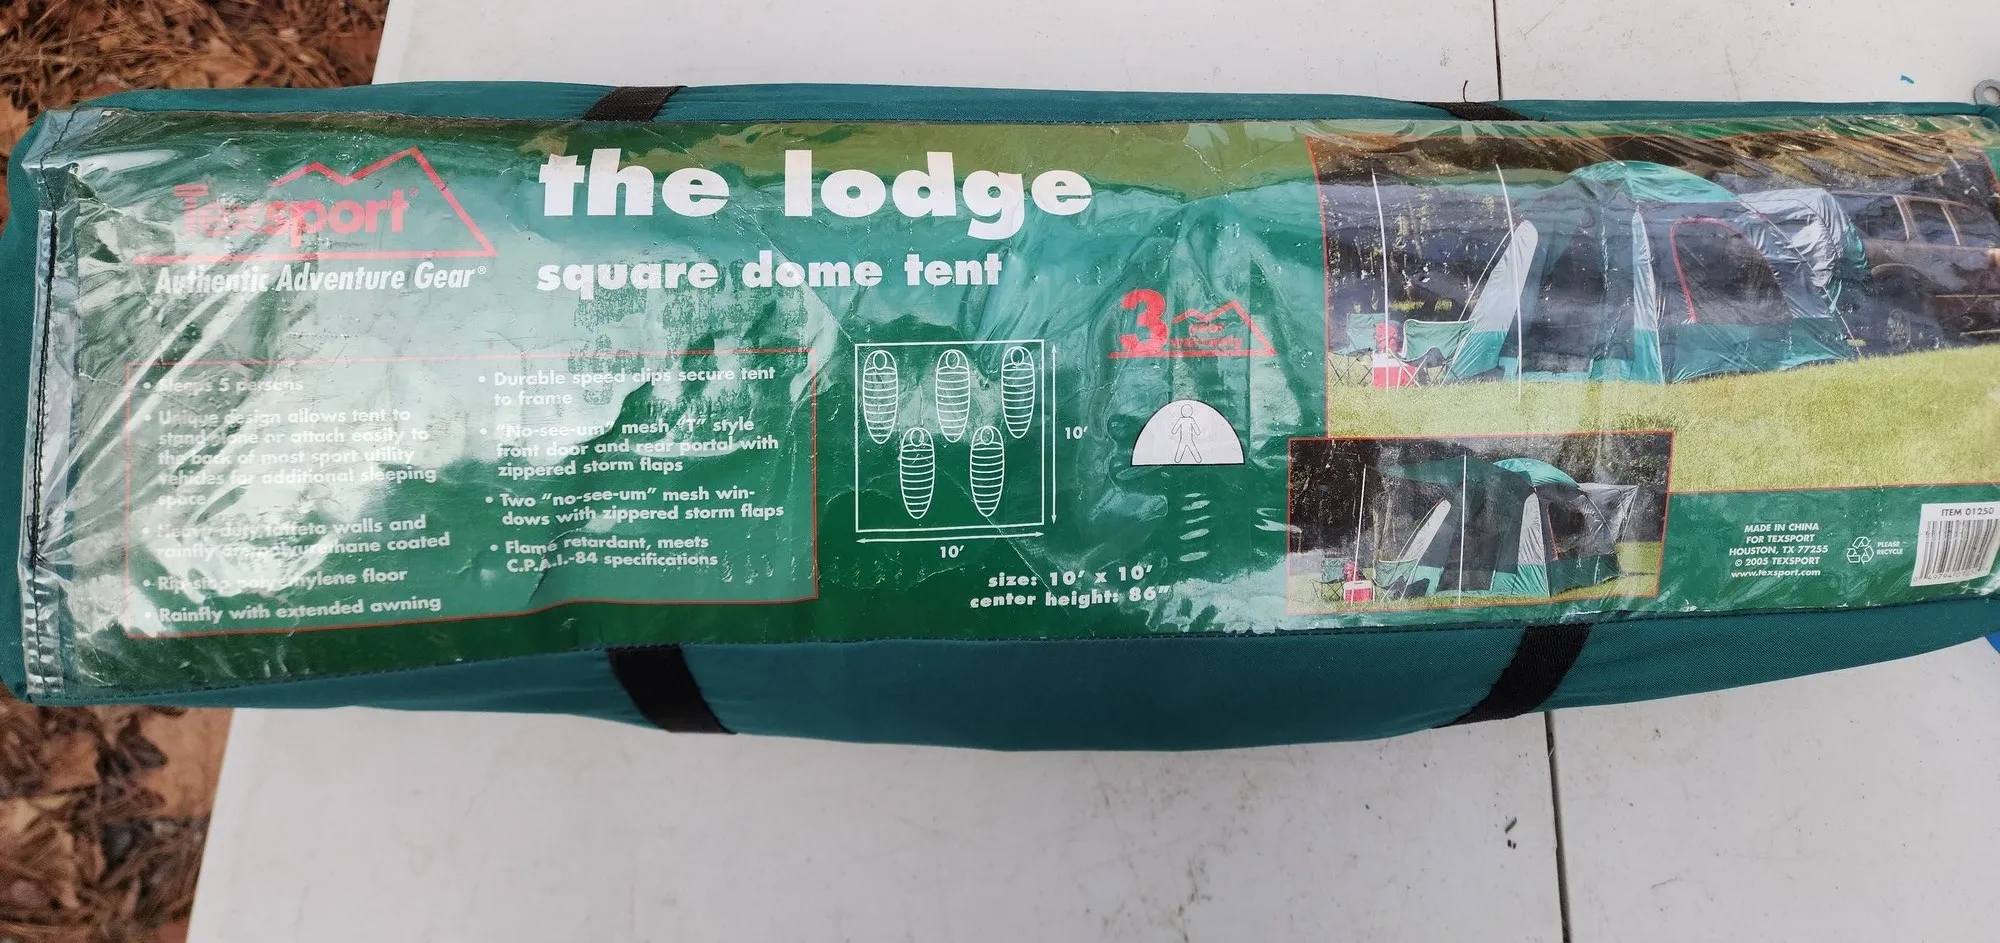 Texsport®
Authentic Adventure Gear®
the lodge
square dome tent
• Sleeps 5 persons
• Unique design allows tent to
stand alone or attach easily to
the back of most sport utility
vehicles for additional sleeping
space
• Heavy-duty taffeta walls and
rainfly are polyurethane coated
• Rip-stop polyethylene floor
• Rainfly with extended awning
• Durable speed clips secure tent
to frame
• "No-see-um" mesh "T" style
front door and rear portal with
zippered storm flaps
• Two "no-see-um" mesh win-
dows with zippered storm flaps
• Flame retardant, meets
C.P.A.I.-84 specifications
10'
10'
size: 10' x 10'
center height: 86"
3
MADE IN CHINA
FOR TEXSPORT
HOUSTON, TX 77255
© 2005 TEXSPORT
www.texsport.com
PLEASE
RECYCLE
ITEM 01250